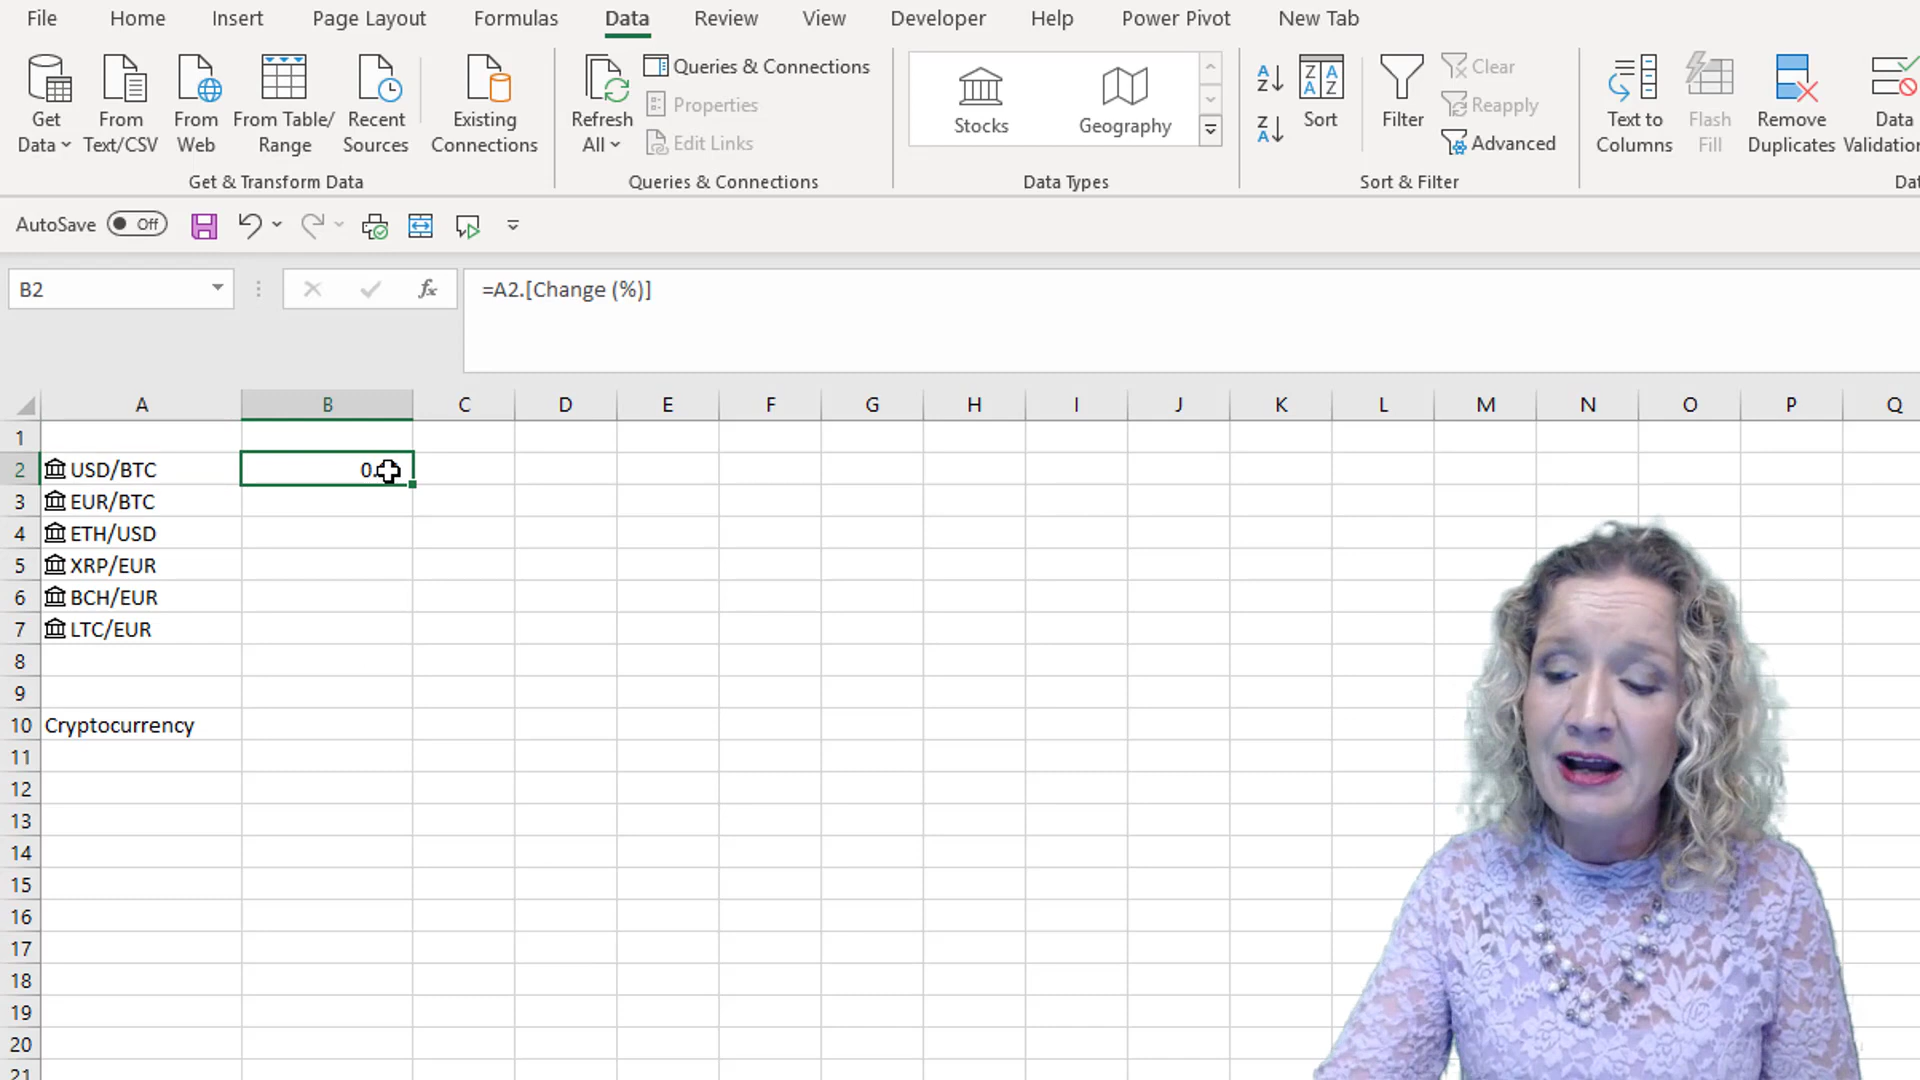 File Home Insert Page Layout Formulas Data Review View Developer Help Power Pivot New Tab
Get Data
From Text/CSV
From Web
From Table/ Range
Recent Sources
Existing Connections
Refresh All
Queries & Connections
Properties
Edit Links
Stocks
Geography
Sort
Filter
Clear
Reapply
Advanced
Text to Columns
Flash Fill
Remove Duplicates
Data
Get & Transform Data Queries & Connections Data Types Sort & Filter
AutoSave Off
B2 fx =A2.[Change (%)]
A B C D E F G H I J K L M N O P Q
1
2 USD/BTC
3 EUR/BTC
4 ETH/USD
5 XRP/EUR
6 BCH/EUR
7 LTC/EUR
8
9
10 Cryptocurrency
11
12
13
14
15
16
17
18
19
20
21